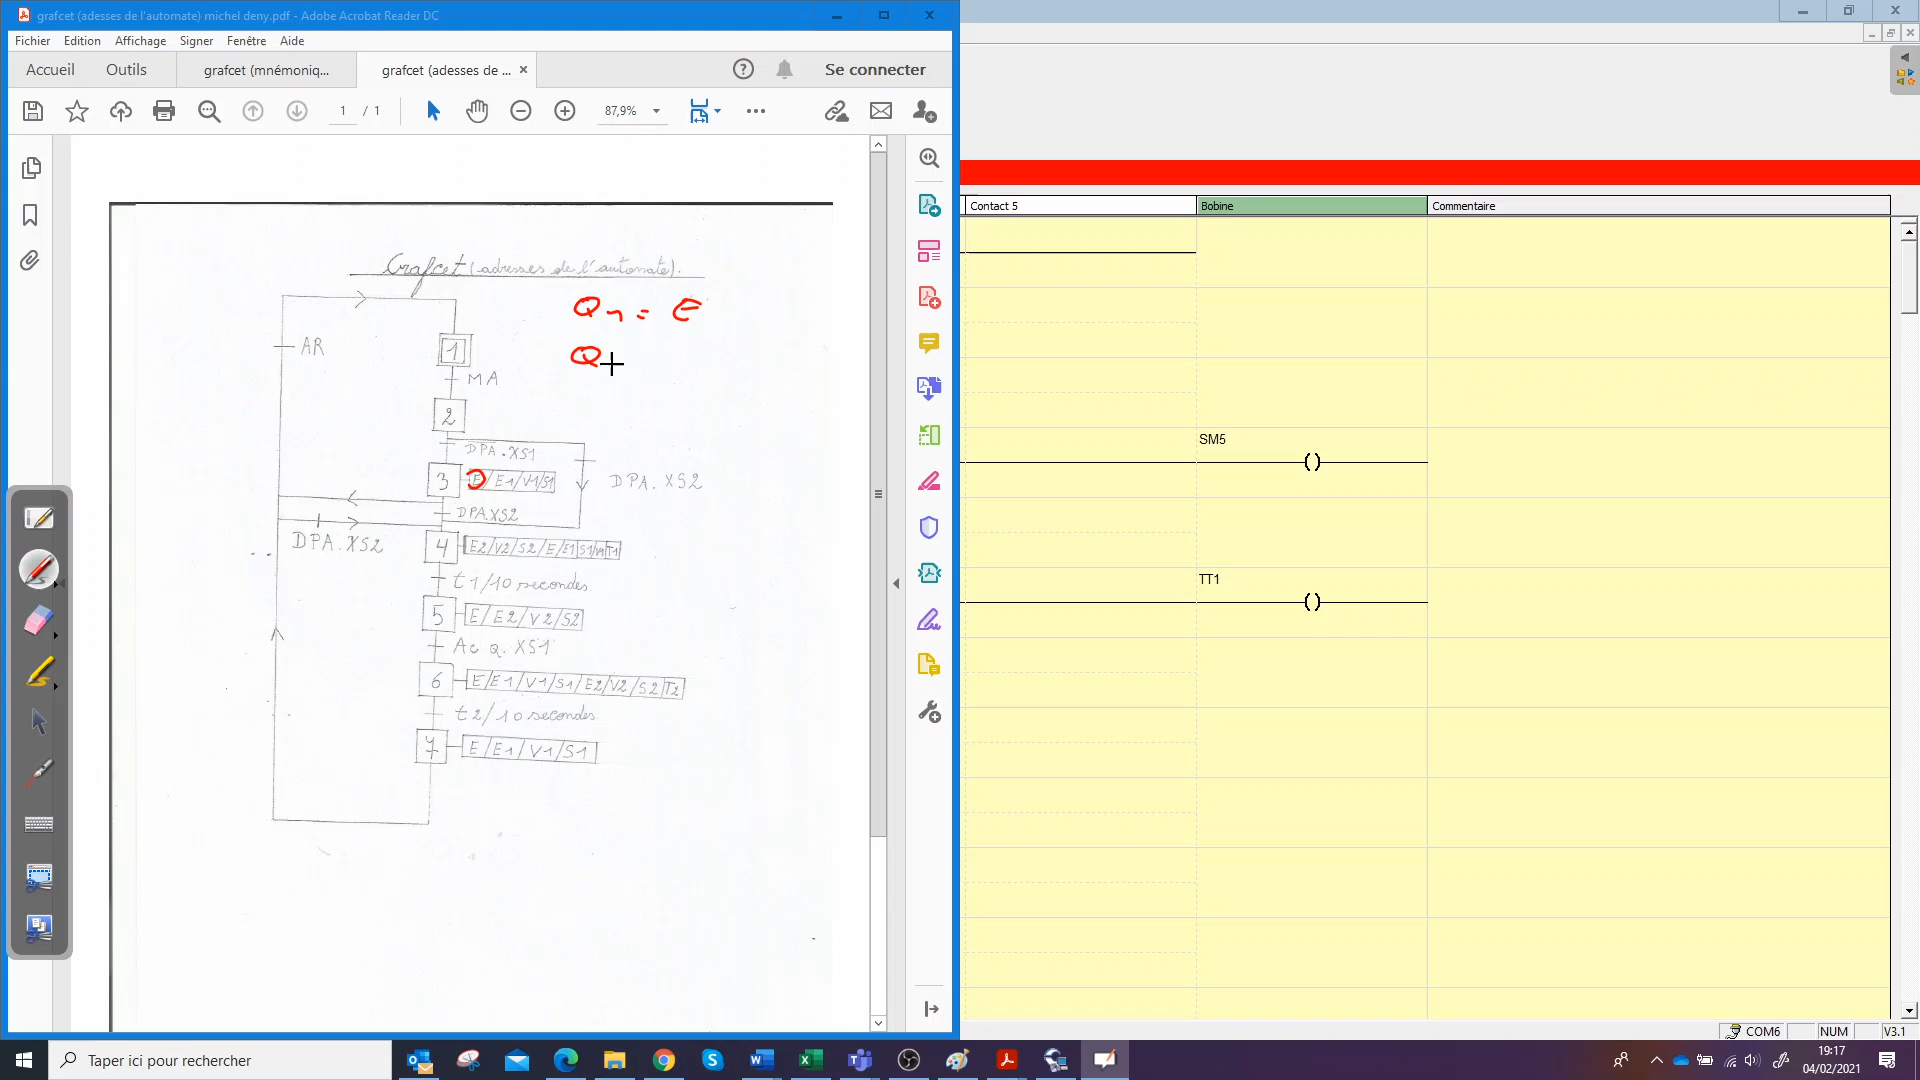 grafcet (adesses de l'automate) michel deny.pdf - Adobe Acrobat Reader DC
Fichier Edition Affichage Signer Fenêtre Aide
Accueil Outils grafcet (mnémoniq... grafcet (adesses de ... × Se connecter
1 / 1 87,9%
Contact 5 Bobine Commentaire
Grafcet (adresses de l'automate).
Q1 = E
Q
AR
1
MA
2
DPA.XS1
3 E/E1/V1/S1
DPA.XS2
DPA.XS2
DPA.XS2
4 E2/V2/S2/E/E1/S1/V1/T1
t1/10 secondes
5 E/E2/V2/S2
Ac q. XS1
6 E/E1/V1/S1/E2/V2/S2/T2
t2/10 secondes
7 E/E1/V1/S1
SM5
TT1
COM6 NUM V3.1
Taper ici pour rechercher
19:17
04/02/2021